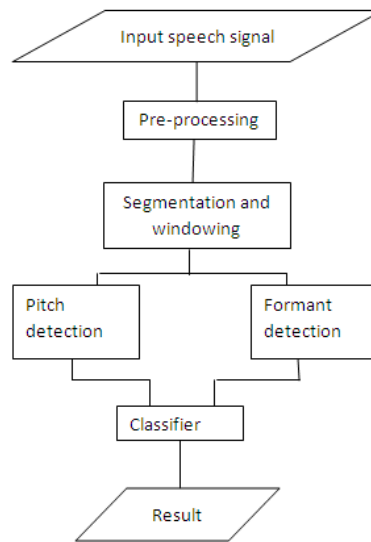 Input speech signal
Pre-processing
Segmentation and
windowing
Pitch
detection
Formant
detection
Classifier
Result